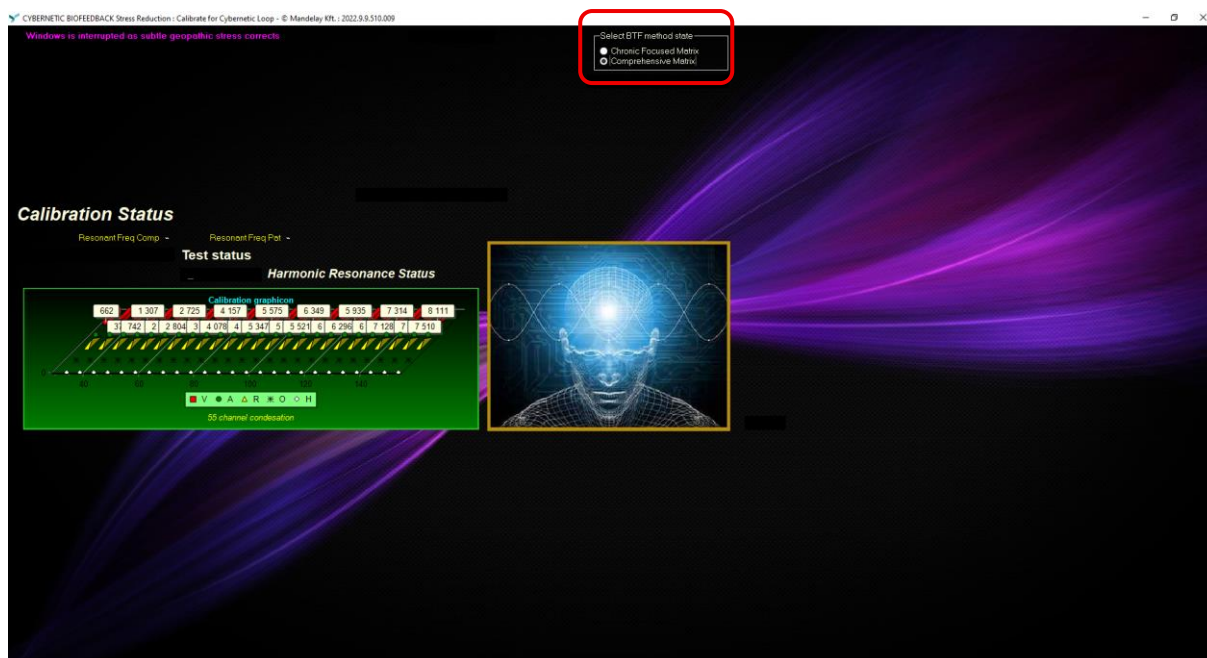 CYBERNETIC BIOFEEDBACK Stress Reduction : Calibrate for Cybernetic Loop - © Mandelay Kft. : 2022.9.9.510.009
Windows is interrupted as subtle geopathic stress corrects
Select BTF method state
Chronic Focused Matrix
Comprehensive Matrix
Calibration Status
Resonant Freq Comp - Resonant Freq Pat -
Test status
Harmonic Resonance Status
Calibration graphicon
662 1 307 2 725 4 157 5 575 6 349 5 935 7 314 8 111
37 742 2 2 804 3 4 078 4 5 347 5 5 521 6 6 296 6 7 128 7 7 510
0
40 60 80 100 120 140
V A R O H
55 channel condesation